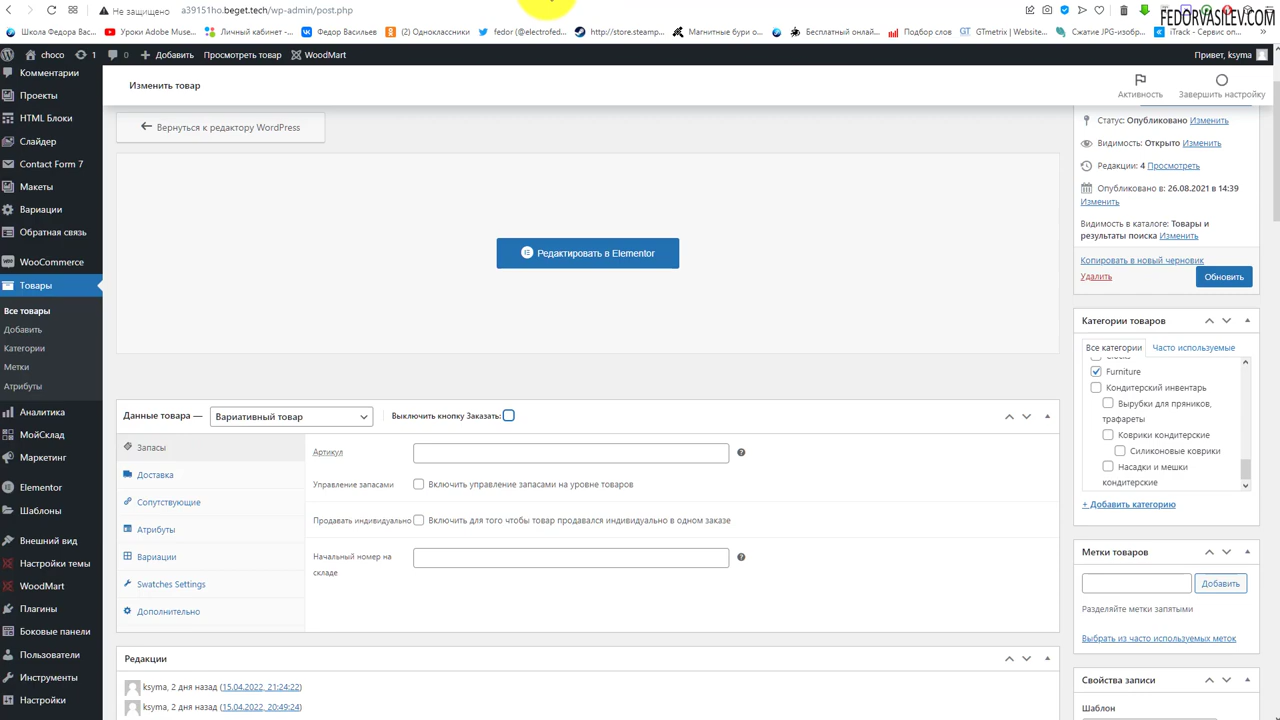 a39151ho.beget.tech/wp-admin/post.php
FEDORVASILEV.COM
Школа Федора Вас...
Уроки Adobe Muse...
Личный кабинет -...
Федор Васильев
(2) Одноклассники
fedor (@electrofed...
http://store.steamp...
Магнитные бури о...
Бесплатный онлай...
Подбор слов
GTmetrix | Website...
Сжатие JPG-изобр...
iTrack - Сервис оп...
choco
1
0
Добавить
Просмотреть товар
WoodMart
Привет, ksyma
Комментарии
Проекты
HTML Блоки
Слайдер
Contact Form 7
Макеты
Вариации
Обратная связь
WooCommerce
Товары
Все товары
Добавить
Категории
Метки
Атрибуты
Аналитика
МойСклад
Маркетинг
Elementor
Шаблоны
Внешний вид
Настройки темы
WoodMart
Плагины
Боковые панели
Пользователи
Инструменты
Настройки
Изменить товар
Активность
Завершить настройку
Вернуться к редактору WordPress
Редактировать в Elementor
Данные товара —
Вариативный товар
Выключить кнопку Заказать:
Запасы
Доставка
Сопутствующие
Атрибуты
Вариации
Swatches Settings
Дополнительно
Артикул
Управление запасами
Включить управление запасами на уровне товаров
Продавать индивидуально
Включить для того чтобы товар продавался индивидуально в одном заказе
Начальный номер на
складе
Редакции
ksyma, 2 дня назад (15.04.2022, 21:24:22)
ksyma, 2 дня назад (15.04.2022, 20:49:24)
Статус: Опубликовано Изменить
Видимость: Открыто Изменить
Редакции: 4 Просмотреть
Опубликовано в: 26.08.2021 в 14:39
Изменить
Видимость в каталоге: Товары и
результаты поиска Изменить
Копировать в новый черновик
Удалить
Обновить
Категории товаров
Все категории
Часто используемые
Clocks
Furniture
Кондитерский инвентарь
Вырубки для пряников,
трафареты
Коврики кондитерские
Силиконовые коврики
Насадки и мешки
кондитерские
+ Добавить категорию
Метки товаров
Добавить
Разделяйте метки запятыми
Выбрать из часто используемых меток
Свойства записи
Шаблон